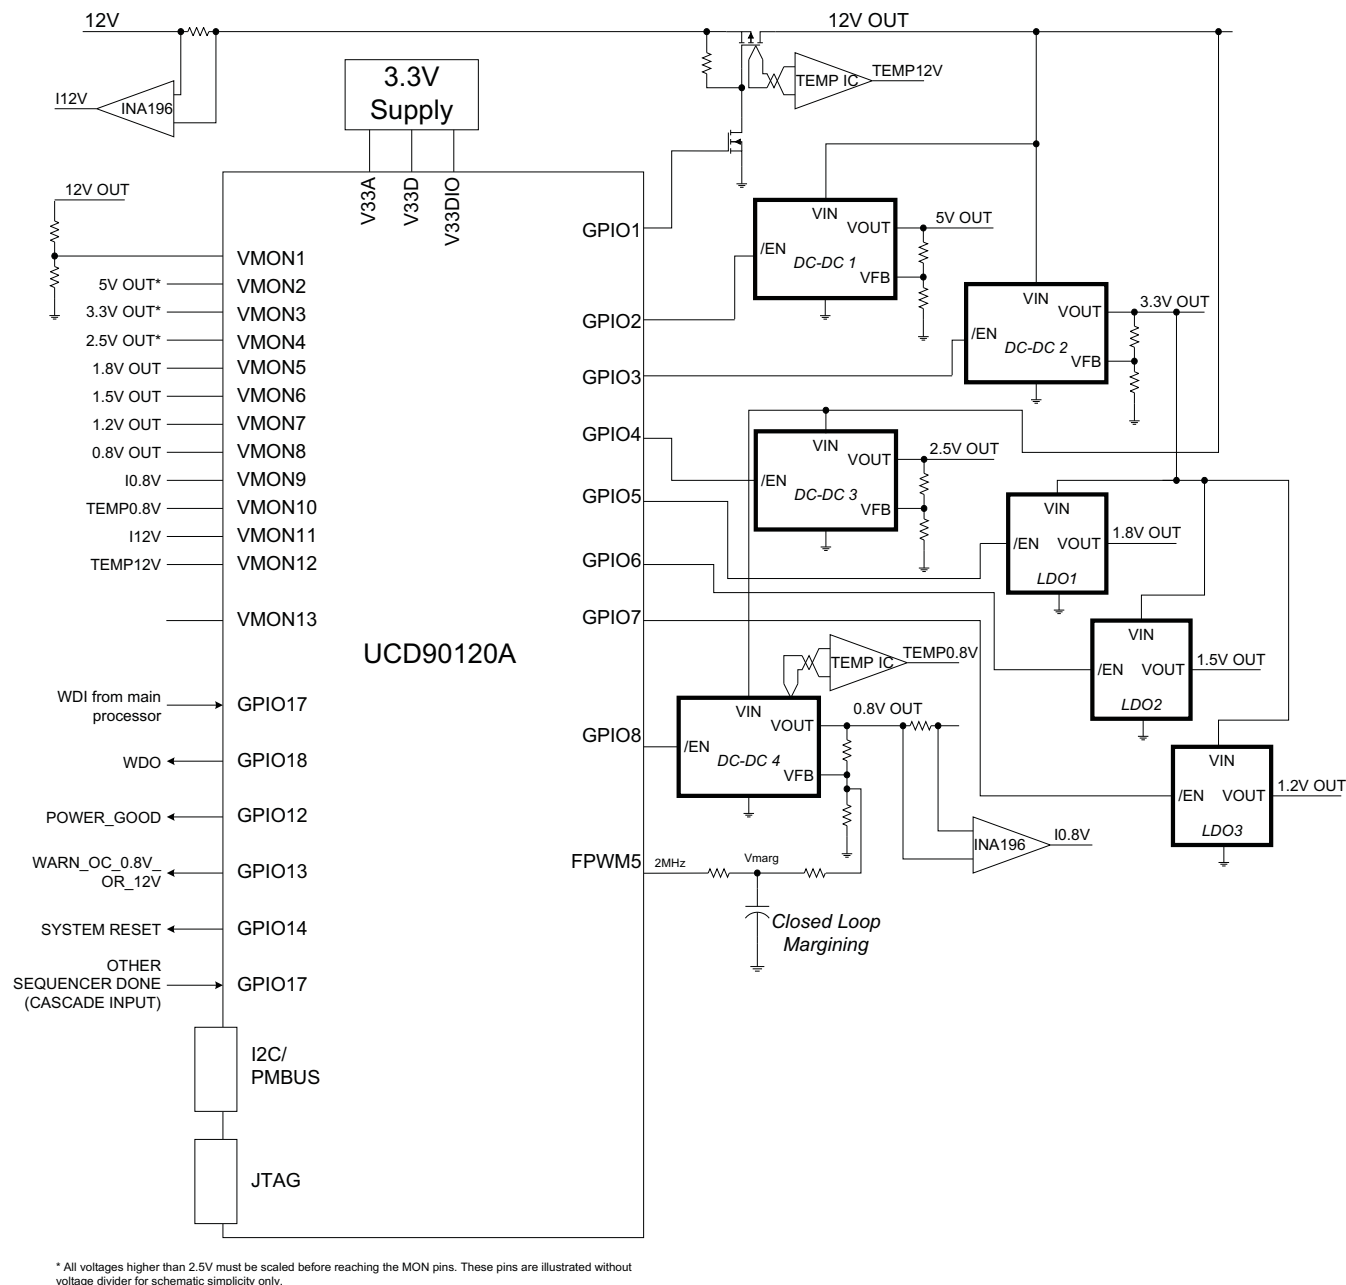 12V
12V OUT
3.3V
Supply
TEMP IC
TEMP12V
I12V
INA196
V33A
V33D
V33DIO
12V OUT
GPIO1
VIN
VOUT
5V OUT
/EN
DC-DC 1
VFB
VMON1
5V OUT*
VMON2
3.3V OUT*
VMON3
2.5V OUT*
VMON4
1.8V OUT
VMON5
1.5V OUT
VMON6
1.2V OUT
VMON7
0.8V OUT
VMON8
I0.8V
VMON9
TEMP0.8V
VMON10
I12V
VMON11
TEMP12V
VMON12
VMON13
GPIO2
VIN
VOUT
3.3V OUT
/EN
DC-DC 2
VFB
GPIO3
GPIO4
VIN
VOUT
2.5V OUT
/EN
DC-DC 3
VFB
GPIO5
VIN
/EN
VOUT
1.8V OUT
LDO1
GPIO6
GPIO7
VIN
/EN
VOUT
1.5V OUT
LDO2
UCD90120A
TEMP IC
TEMP0.8V
WDI from main
processor
GPIO17
VIN
0.8V OUT
VOUT
GPIO8
/EN
DC-DC 4
VFB
WDO
GPIO18
VIN
/EN
VOUT
1.2V OUT
LDO3
POWER_GOOD
GPIO12
INA196
I0.8V
WARN_OC_0.8V_
OR_12V
GPIO13
FPWM5
2MHz
Vmarg
Closed Loop
Margining
SYSTEM RESET
GPIO14
OTHER
SEQUENCER DONE
(CASCADE INPUT)
GPIO17
I2C/
PMBUS
JTAG
* All voltages higher than 2.5V must be scaled before reaching the MON pins. These pins are illustrated without
voltage divider for schematic simplicity only.